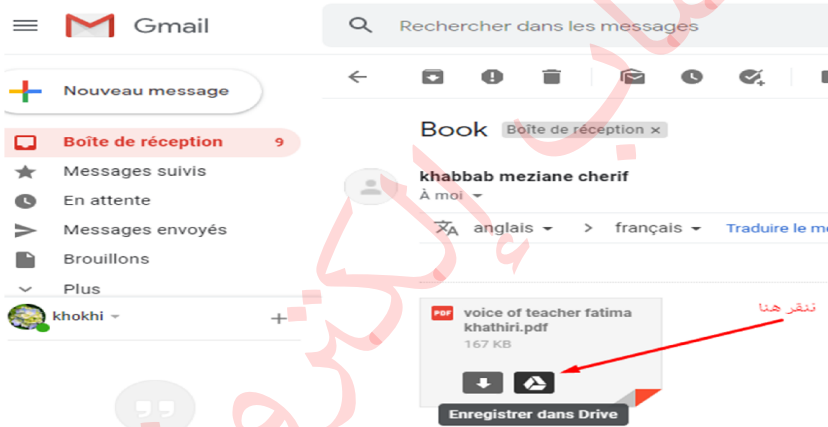 Gmail
Rechercher dans les messages
Nouveau message
Boîte de réception 9
Messages suivis
En attente
Messages envoyés
Brouillons
Plus
khokhi
Book Boîte de réception ×
khabbab meziane cherif
À moi
anglais > français Traduire le
PDF voice of teacher fatima
khathiri.pdf
167 KB
ننقر هنا
Enregistrer dans Drive